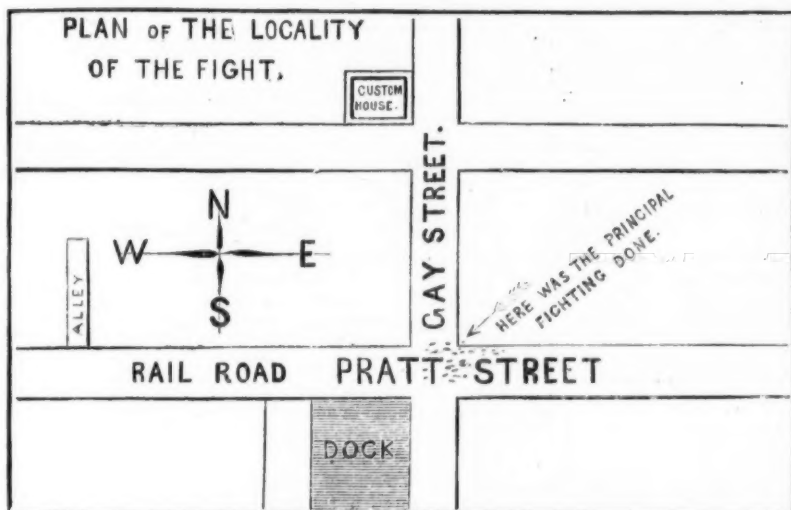 PLAN OF THE LOCALITY
OF THE FIGHT.
CUSTOM
HOUSE.
GAY STREET.
N
W E
S
ALLEY
HERE WAS THE PRINCIPAL
FIGHTING DONE.
RAIL ROAD PRATT STREET
DOCK